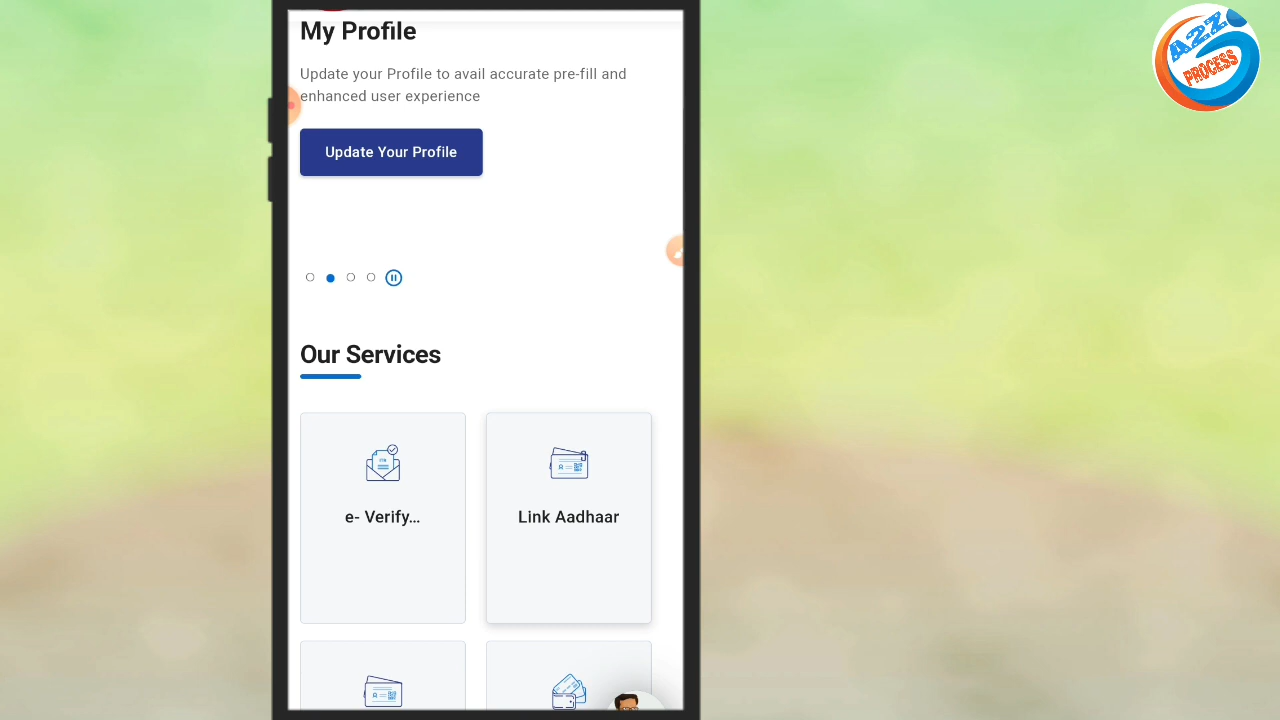 My Profile
Update your Profile to avail accurate pre-fill and
enhanced user experience
Update Your Profile
Our Services
e- Verify...
Link Aadhaar
A2Z
PROCESS